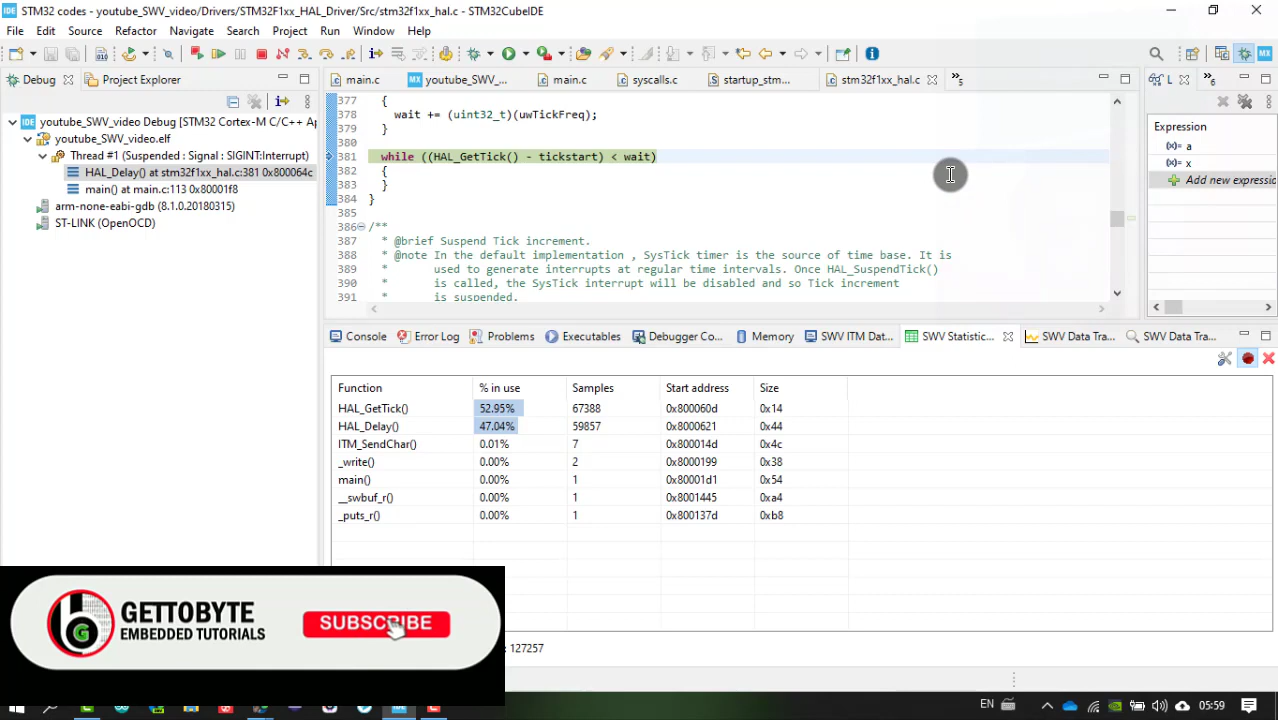 STM32 codes - youtube_SWV_video/Drivers/STM32F1xx_HAL_Driver/Src/stm32f1xx_hal.c - STM32CubeIDE
File Edit Source Refactor Navigate Search Project Run Window Help
Debug Project Explorer
youtube_SWV_video Debug [STM32 Cortex-M C/C++ Ap
youtube_SWV_video.elf
Thread #1 (Suspended : Signal : SIGINT:Interrupt)
HAL_Delay() at stm32f1xx_hal.c:381 0x800064c
main() at main.c:113 0x80001f8
arm-none-eabi-gdb (8.1.0.20180315)
ST-LINK (OpenOCD)
main.c youtube_SWV_... main.c syscalls.c startup_stm... stm32f1xx_hal.c »5
377 {
378 wait += (uint32_t)(uwTickFreq);
379 }
380
381 while ((HAL_GetTick() - tickstart) < wait)
382 {
383 }
384 }
385
386 /**
387 * @brief Suspend Tick increment.
388 * @note In the default implementation , SysTick timer is the source of time base. It is
389 * used to generate interrupts at regular time intervals. Once HAL_SuspendTick()
390 * is called, the SysTick interrupt will be disabled and so Tick increment
391 * is suspended.
L »6
Expression
(x)= a
(x)= x
Add new expressio
Console Error Log Problems Executables Debugger Co... Memory SWV ITM Dat... SWV Statistic... SWV Data Tra... SWV Data Tra...
Function % in use Samples Start address Size
HAL_GetTick() 52.95% 67388 0x800060d 0x14
HAL_Delay() 47.04% 59857 0x8000621 0x44
ITM_SendChar() 0.01% 7 0x800014d 0x4c
_write() 0.00% 2 0x8000199 0x38
main() 0.00% 1 0x80001d1 0x54
__swbuf_r() 0.00% 1 0x8001445 0xa4
_puts_r() 0.00% 1 0x800137d 0xb8
: 127257
GETTOBYTE
EMBEDDED TUTORIALS
SUBSCRIBE
EN 05:59